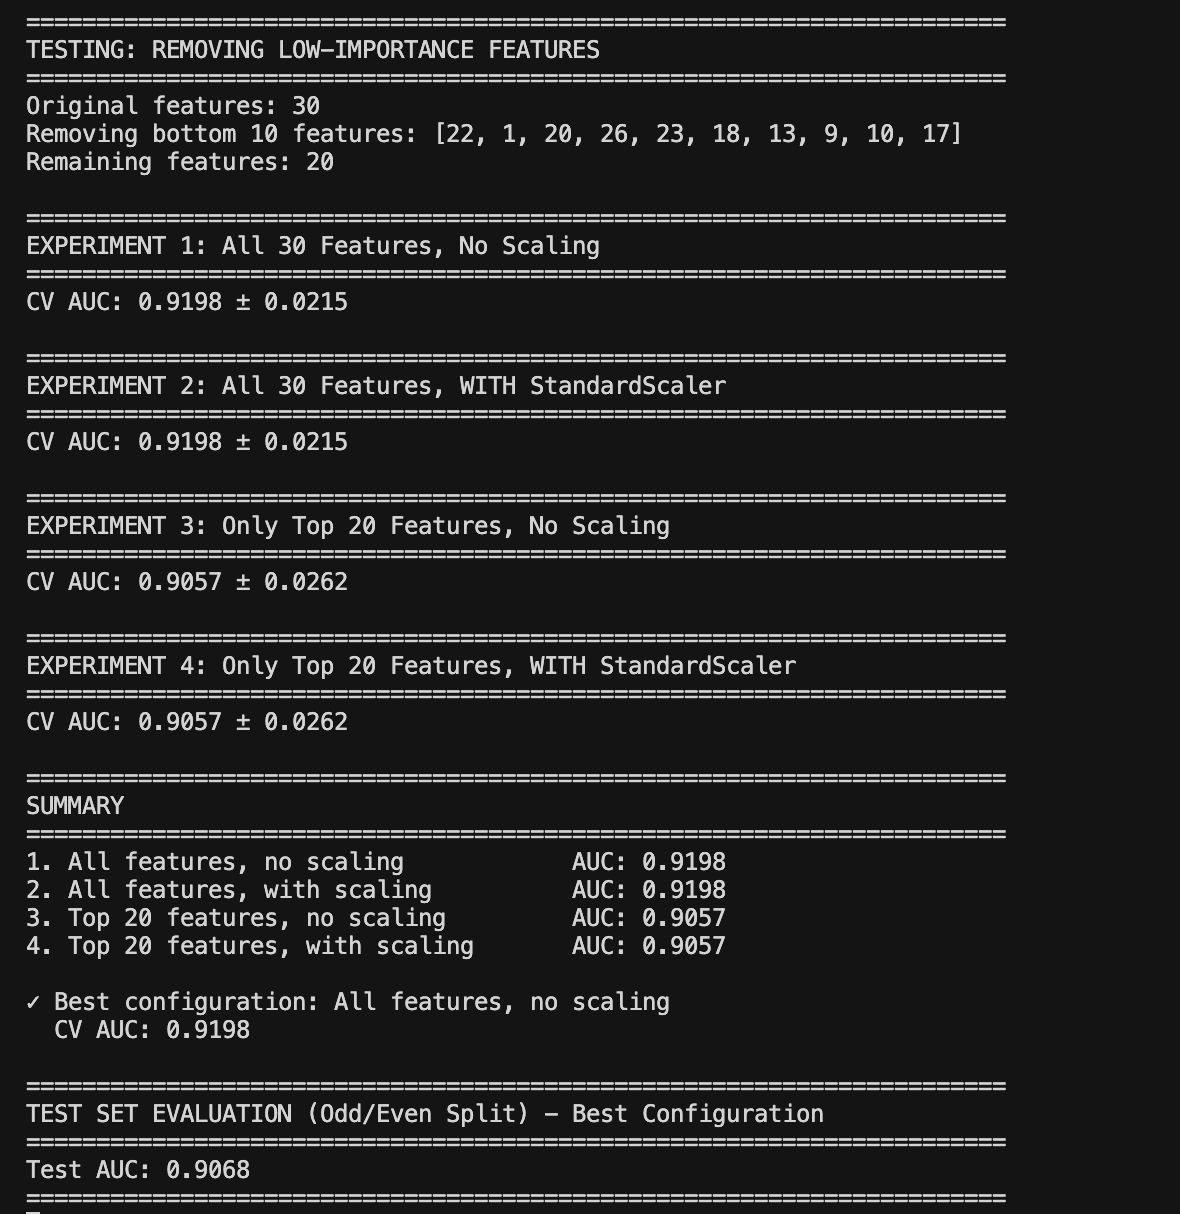 ======================================================================
TESTING: REMOVING LOW-IMPORTANCE FEATURES
======================================================================
Original features: 30
Removing bottom 10 features: [22, 1, 20, 26, 23, 18, 13, 9, 10, 17]
Remaining features: 20
======================================================================
EXPERIMENT 1: All 30 Features, No Scaling
======================================================================
CV AUC: 0.9198 ± 0.0215
======================================================================
EXPERIMENT 2: All 30 Features, WITH StandardScaler
======================================================================
CV AUC: 0.9198 ± 0.0215
======================================================================
EXPERIMENT 3: Only Top 20 Features, No Scaling
======================================================================
CV AUC: 0.9057 ± 0.0262
======================================================================
EXPERIMENT 4: Only Top 20 Features, WITH StandardScaler
======================================================================
CV AUC: 0.9057 ± 0.0262
======================================================================
SUMMARY
======================================================================
1. All features, no scaling            AUC: 0.9198
2. All features, with scaling          AUC: 0.9198
3. Top 20 features, no scaling         AUC: 0.9057
4. Top 20 features, with scaling       AUC: 0.9057
✓ Best configuration: All features, no scaling
  CV AUC: 0.9198
======================================================================
TEST SET EVALUATION (Odd/Even Split) - Best Configuration
======================================================================
Test AUC: 0.9068
======================================================================